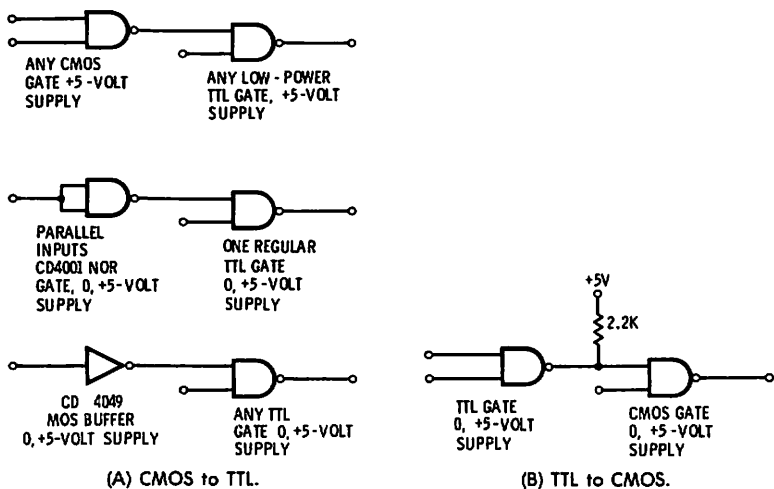 ANY CMOS
GATE +5-VOLT
SUPPLY
ANY LOW-POWER
TTL GATE, +5-VOLT
SUPPLY
PARALLEL
INPUTS
CD4001 NOR
GATE, 0, +5-VOLT
SUPPLY
ONE REGULAR
TTL GATE
0, +5-VOLT
SUPPLY
CD 4049
MOS BUFFER
0, +5-VOLT SUPPLY
ANY TTL
GATE 0, +5-VOLT
SUPPLY
(A) CMOS to TTL.
+5V
2.2K
TTL GATE
0, +5-VOLT
SUPPLY
CMOS GATE
0, +5-VOLT
SUPPLY
(B) TTL to CMOS.